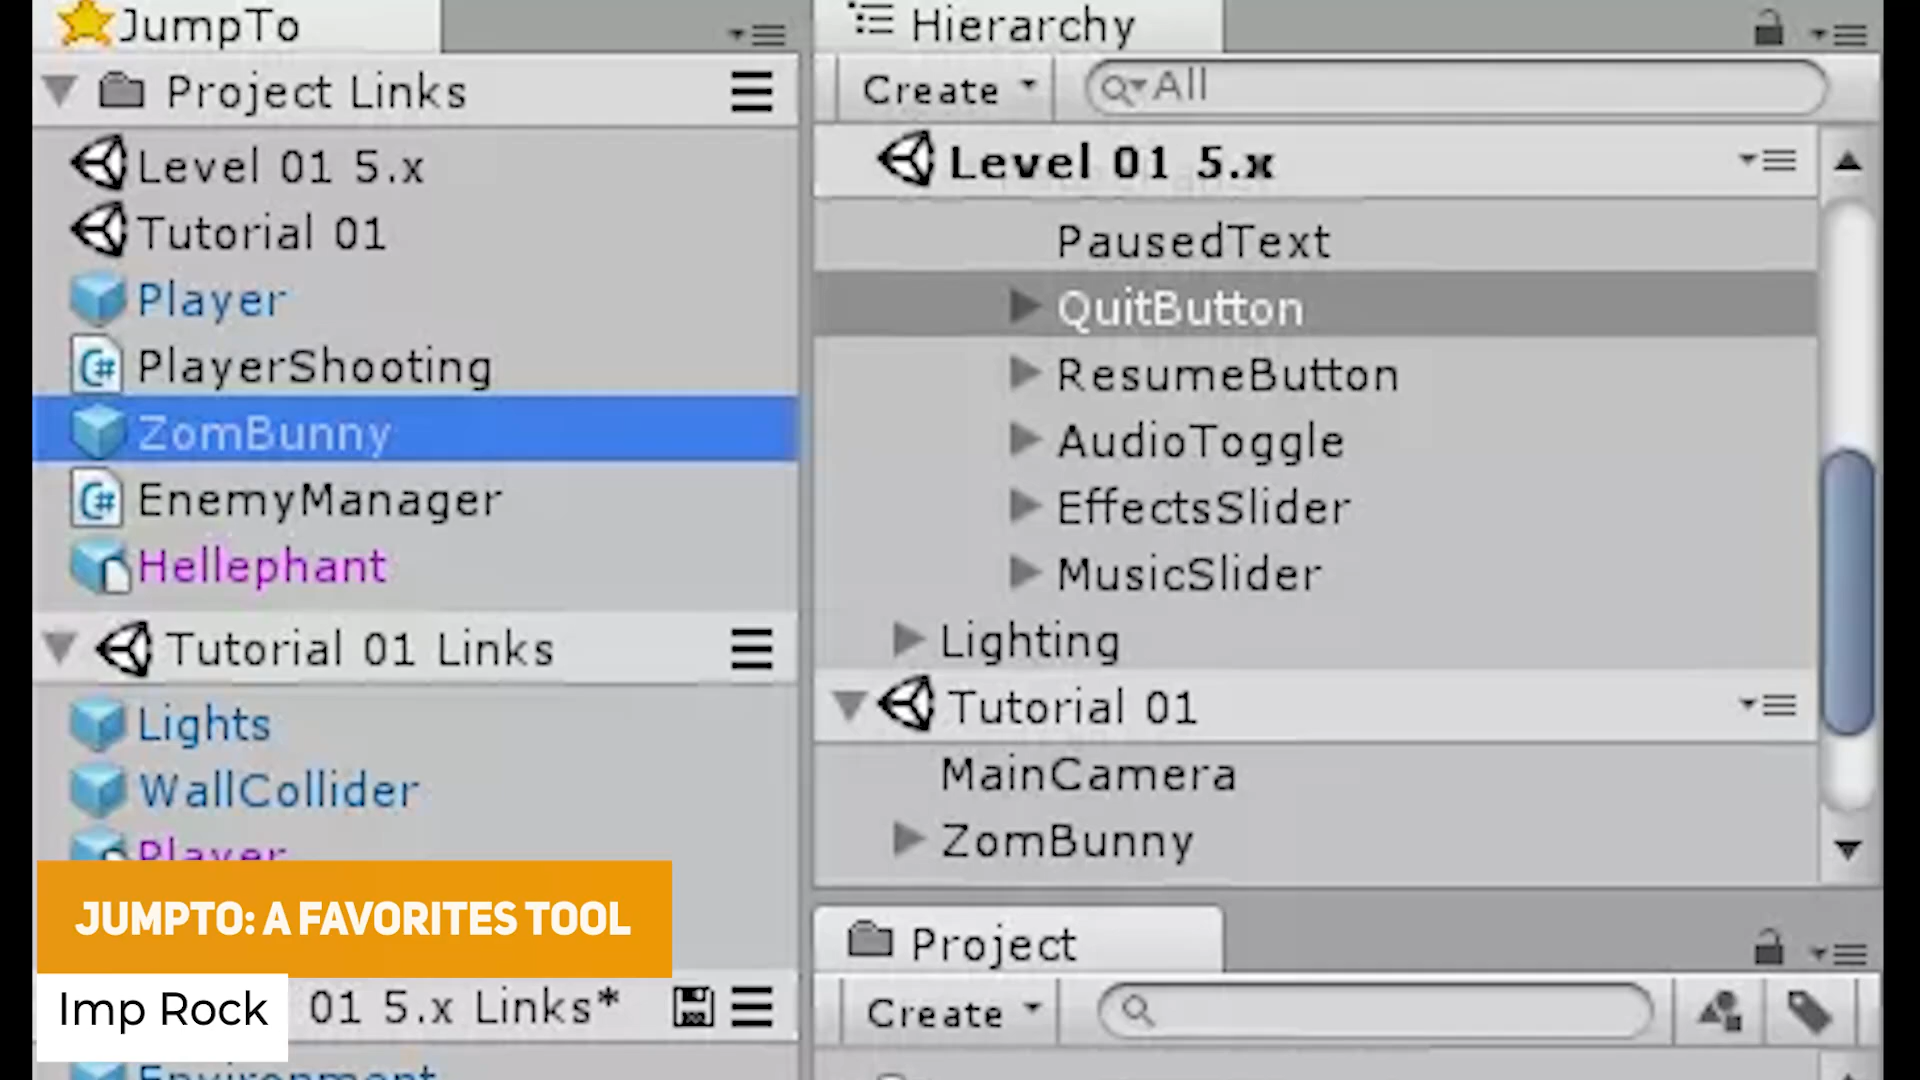 JumpTo
Project Links
Level 01 5.x
Tutorial 01
Player
PlayerShooting
ZomBunny
EnemyManager
Hellephant
Tutorial 01 Links
Lights
WallCollider
Player
JUMPTO: A FAVORITES TOOL
Imp Rock
01 5.x Links*
Environment
Hierarchy
Create
All
Level 01 5.x
PausedText
QuitButton
ResumeButton
AudioToggle
EffectsSlider
MusicSlider
Lighting
Tutorial 01
MainCamera
ZomBunny
Project
Create